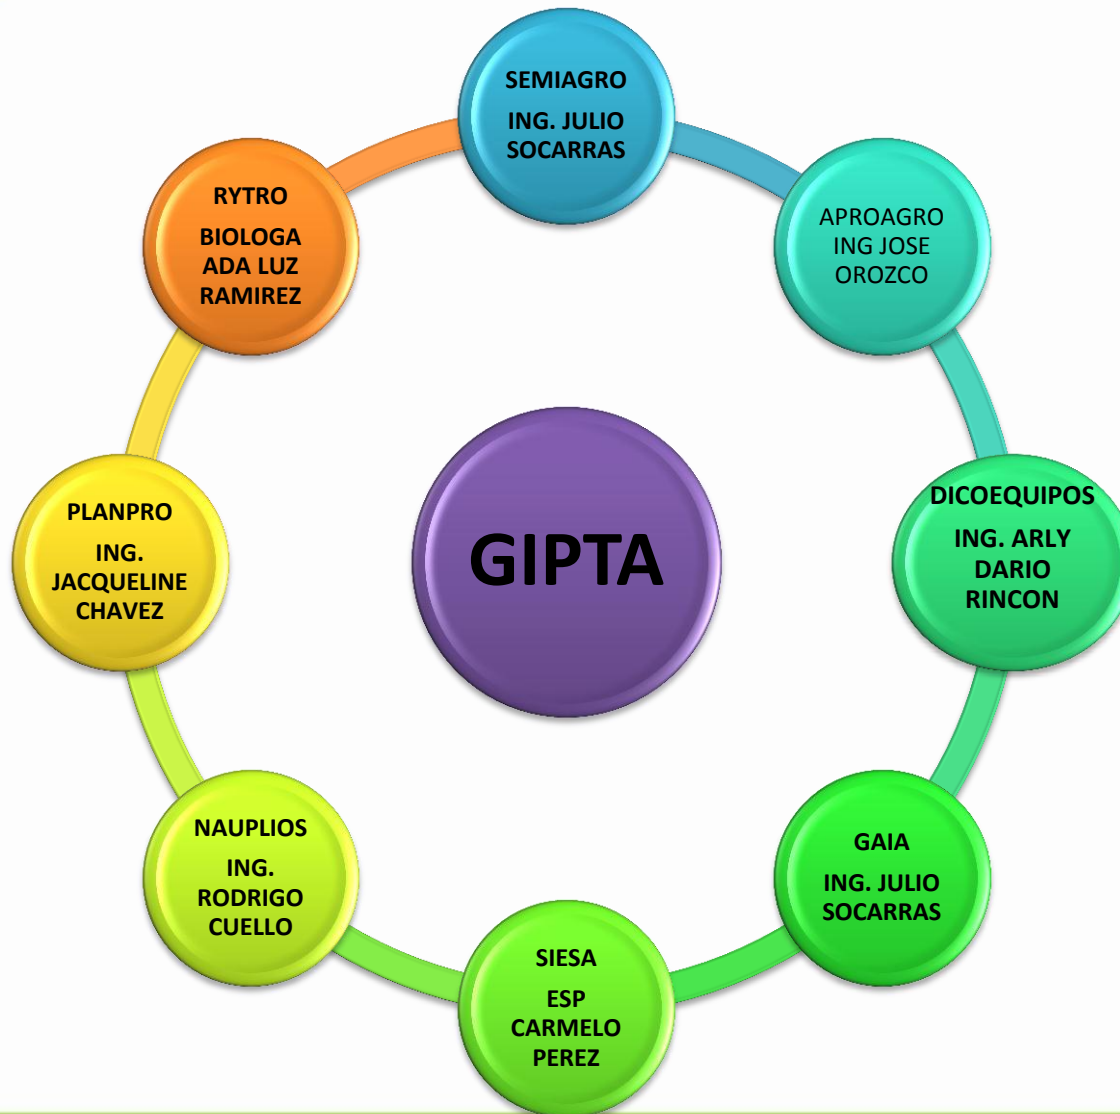 SEMIAGRO
ING. JULIO
SOCARRAS
APROAGRO
ING JOSE
OROZCO
DICOEQUIPOS
ING. ARLY
DARIO
RINCON
GAIA
ING. JULIO
SOCARRAS
SIESA
ESP
CARMELO
PEREZ
NAUPLIOS
ING.
RODRIGO
CUELLO
PLANPRO
ING.
JACQUELINE
CHAVEZ
RYTRO
BIOLOGA
ADA LUZ
RAMIREZ
GIPTA